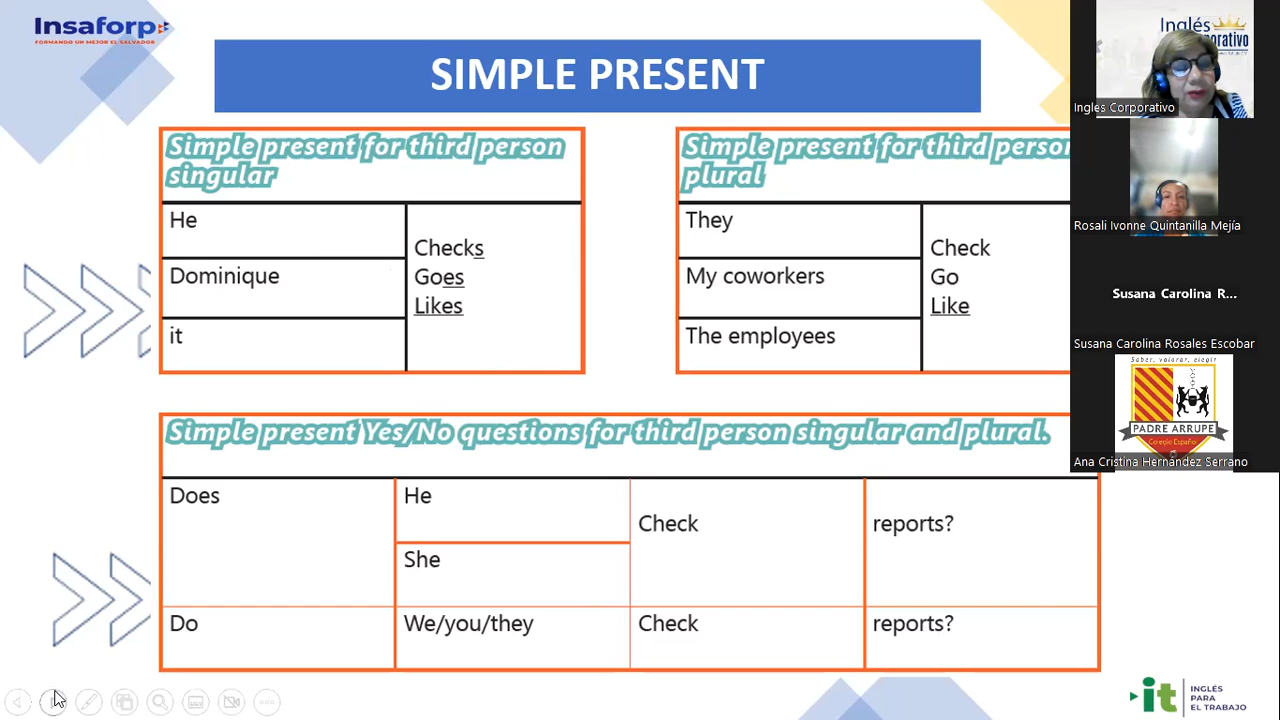 Insaforp
FORMANDO UN MEJOR EL SALVADOR
SIMPLE PRESENT
Simple present for third person
singular
He
Dominique
it
Checks
Goes
Likes
Simple present for third person
plural
They
My coworkers
The employees
Check
Go
Like
Simple present Yes/No questions for third person singular and plural.
Does
He
She
Check
reports?
Do
We/you/they
Check
reports?
Inglés
Ingles Corporativo
Rosali Ivonne Quintanilla Mejía
Susana Carolina R...
Susana Carolina Rosales Escobar
Saber, valorar, elegir
PADRE ARRUPE
Colegio Español
Ana Cristina Hernández Serrano
it
INGLÉS
PARA
EL TRABAJO